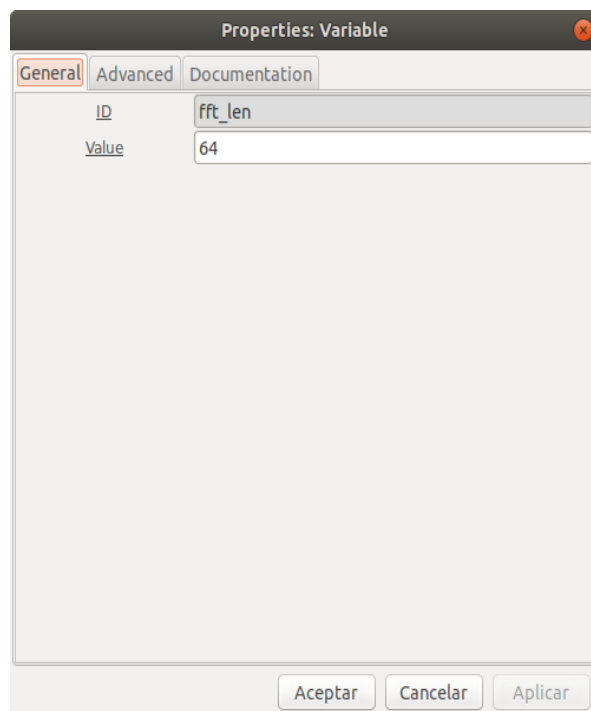 Properties: Variable
General Advanced Documentation
ID fft_len
Value 64
Aceptar Cancelar Aplicar